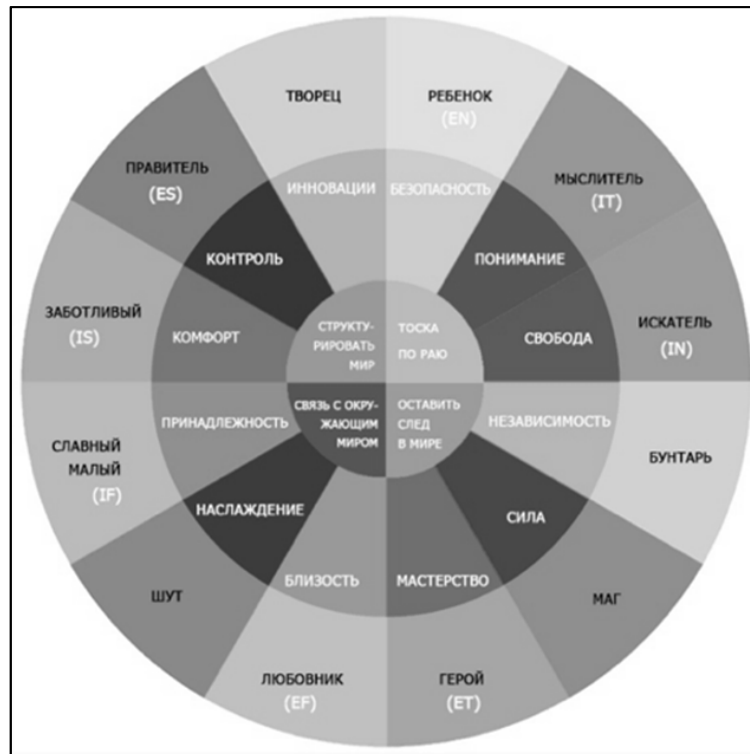 ТВОРЕЦ
РЕБЕНОК
(EN)
МЫСЛИТЕЛЬ
(IT)
ИСКАТЕЛЬ
(IN)
БУНТАРЬ
МАГ
ГЕРОЙ
(ET)
ЛЮБОВНИК
(EF)
ШУТ
СЛАВНЫЙ
МАЛЫЙ
(IF)
ЗАБОТЛИВЫЙ
(IS)
ПРАВИТЕЛЬ
(ES)
ИННОВАЦИИ
БЕЗОПАСНОСТЬ
ПОНИМАНИЕ
СВОБОДА
НЕЗАВИСИМОСТЬ
СИЛА
МАСТЕРСТВО
БЛИЗОСТЬ
НАСЛАЖДЕНИЕ
ПРИНАДЛЕЖНОСТЬ
КОМФОРТ
КОНТРОЛЬ
СТРУКТУ-
РИРОВАТЬ
МИР
ТОСКА
ПО РАЮ
ОСТАВИТЬ
СЛЕД
В МИРЕ
СВЯЗЬ С ОКРУ-
ЖАЮЩИМ
МИРОМ